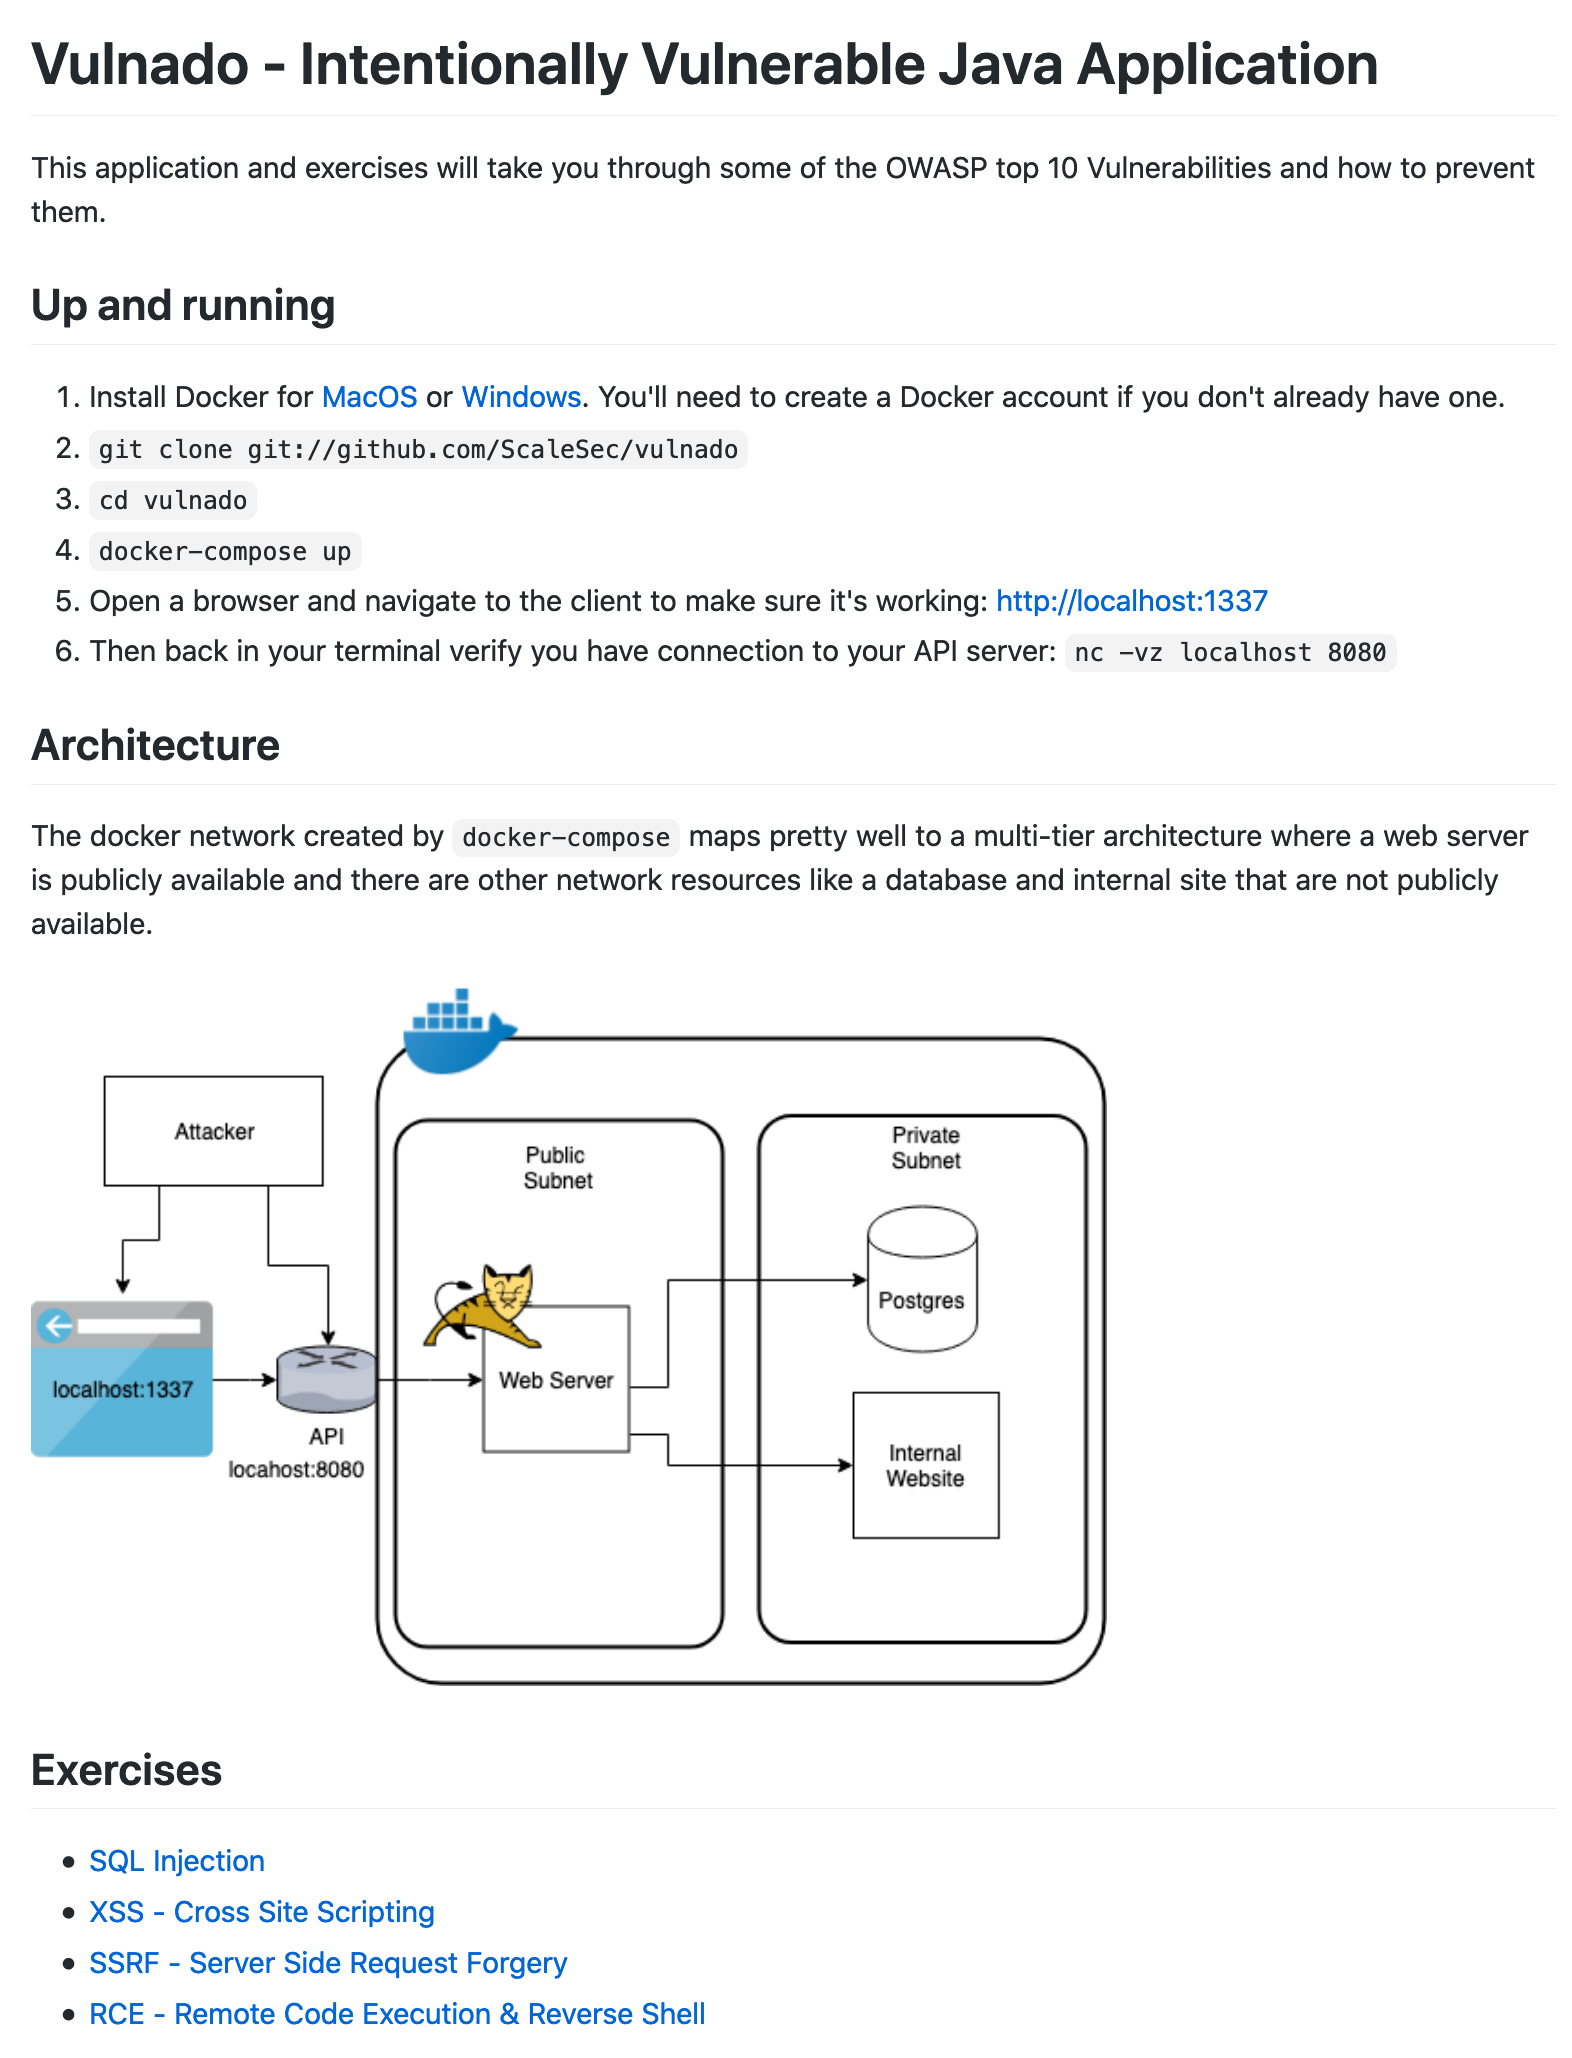 Vulnado - Intentionally Vulnerable Java Application
This application and exercises will take you through some of the OWASP top 10 Vulnerabilities and how to prevent
them.
Up and running
1. Install Docker for MacOS or Windows. You'll need to create a Docker account if you don't already have one.
2. git clone git://github.com/ScaleSec/vulnado
3. cd vulnado
4. docker-compose up
5. Open a browser and navigate to the client to make sure it's working: http://localhost:1337
6. Then back in your terminal verify you have connection to your API server: nc -vz localhost 8080
Architecture
The docker network created by docker-compose maps pretty well to a multi-tier architecture where a web server
is publicly available and there are other network resources like a database and internal site that are not publicly
available.
Attacker
localhost:1337
API
locahost:8080
Public
Subnet
Web Server
Private
Subnet
Postgres
Internal
Website
Exercises
• SQL Injection
• XSS - Cross Site Scripting
• SSRF - Server Side Request Forgery
• RCE - Remote Code Execution & Reverse Shell